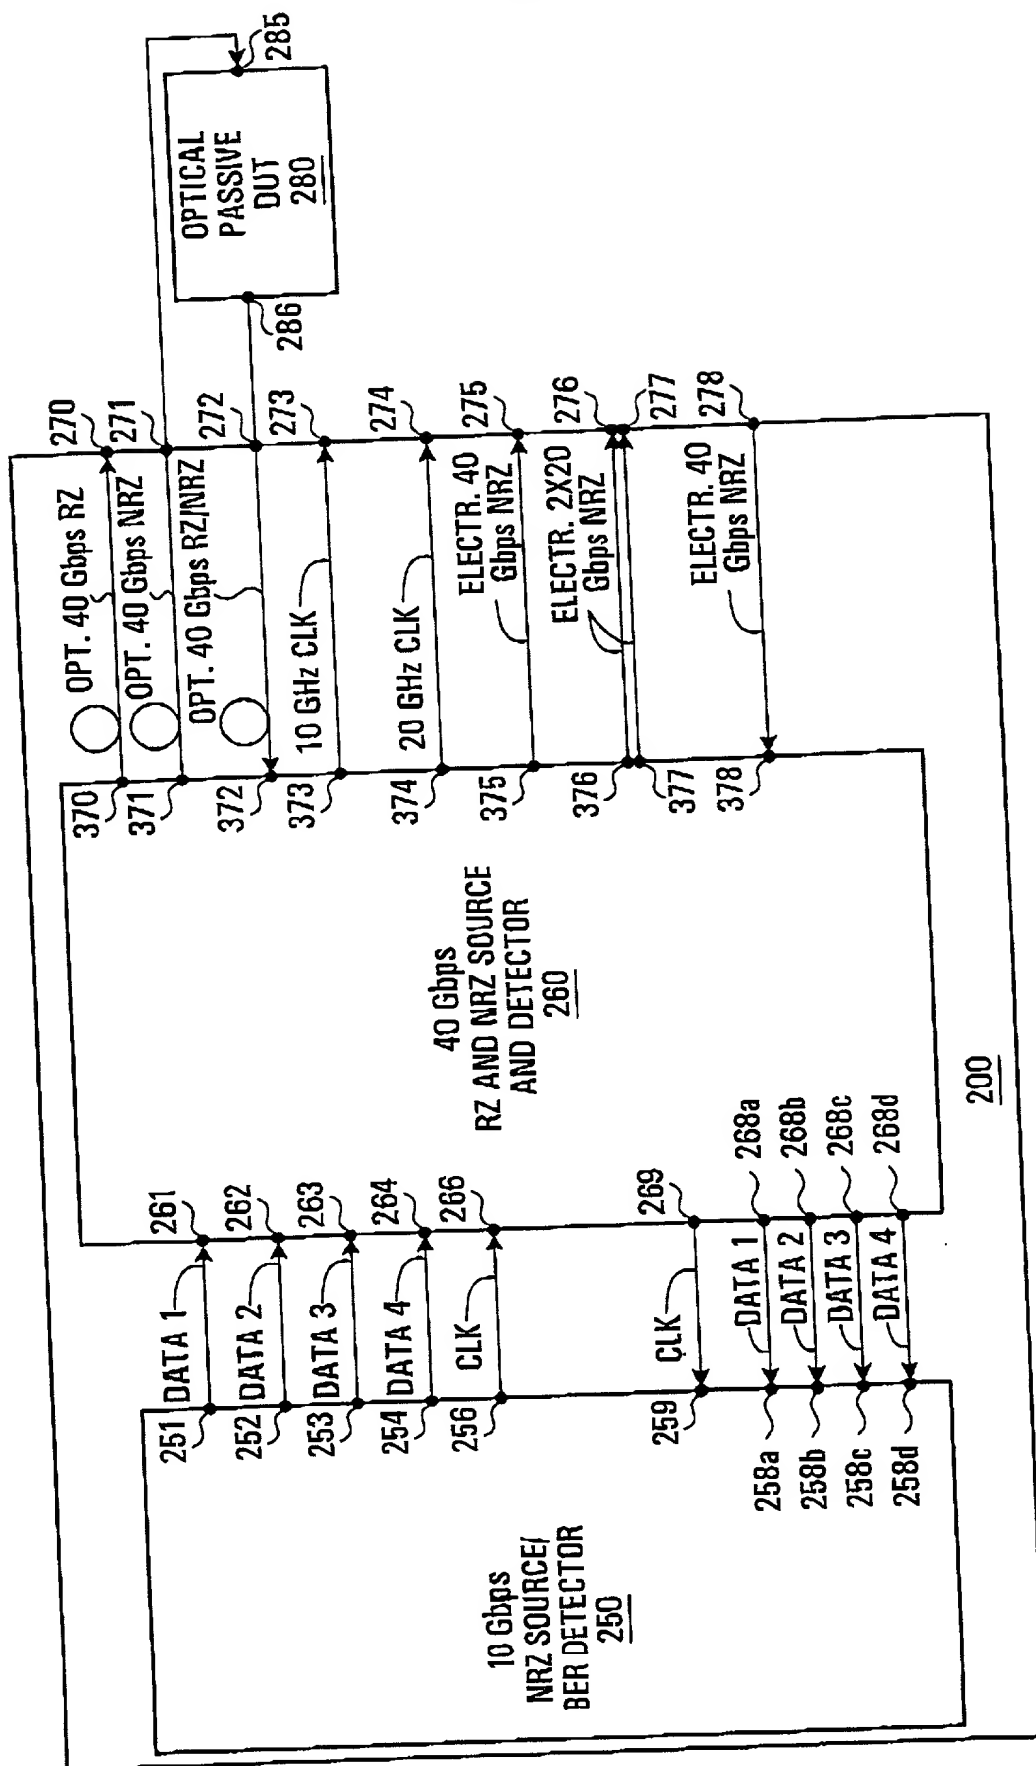 10 Gbps
NRZ SOURCE/
BER DETECTOR
250
251
252
253
254
256
259
258a
258b
258c
258d
DATA 1
DATA 2
DATA 3
DATA 4
CLK
CLK
DATA 1
DATA 2
DATA 3
DATA 4
261
262
263
264
266
269
268a
268b
268c
268d
200
40 Gbps
RZ AND NRZ SOURCE
AND DETECTOR
260
370
371
372
373
374
375
376
377
378
OPT. 40 Gbps RZ
OPT. 40 Gbps NRZ
OPT. 40 Gbps RZ/NRZ
10 GHz CLK
20 GHz CLK
ELECTR. 40
Gbps NRZ
ELECTR. 2X20
Gbps NRZ
ELECTR. 40
Gbps NRZ
270
271
272
273
274
275
276
277
278
286
OPTICAL
PASSIVE
DUT
280
285